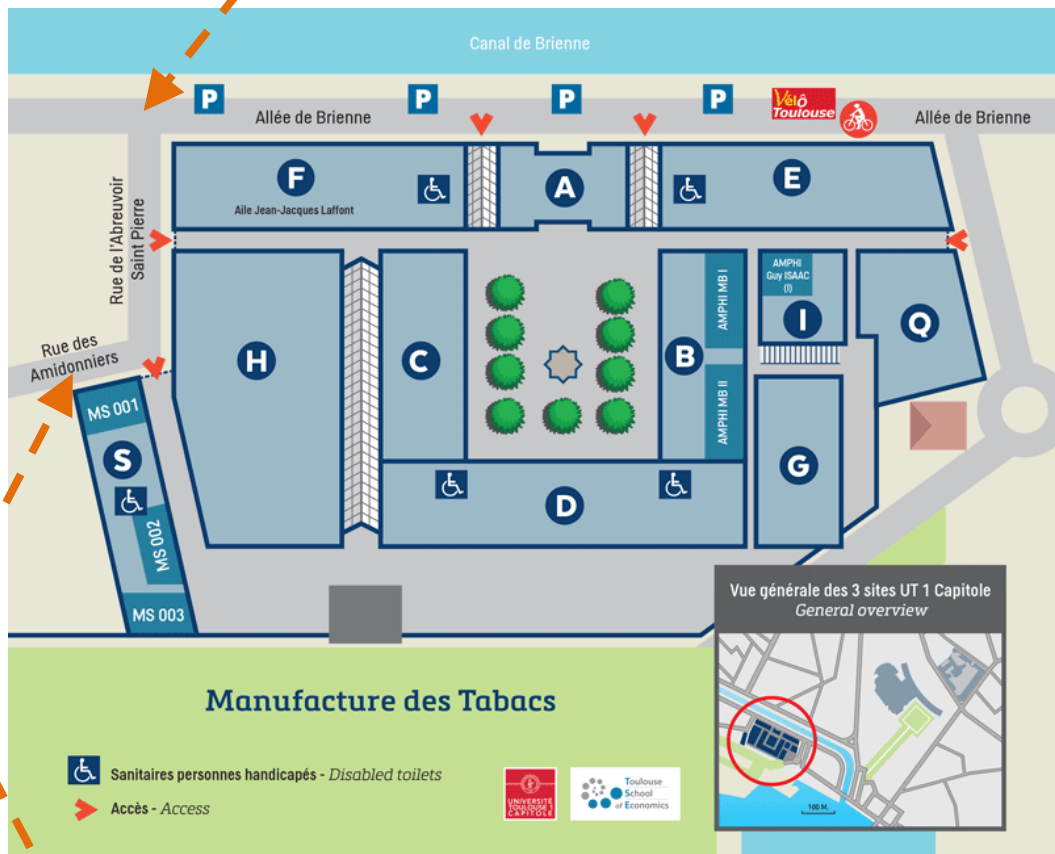 Canal de Brienne
P
P
P
P
Vélô
Toulouse
Allée de Brienne
Allée de Brienne
F
Aile Jean-Jacques Laffont
A
E
Rue de l'Abreuvoir
Saint Pierre
AMPHI
Guy ISAAC
(I)
I
AMPHI MB I
Q
Rue des
Amidonniers
H
C
B
AMPHI MB II
MS 001
S
MS 002
MS 003
G
D
Vue générale des 3 sites UT 1 Capitole
General overview
100 M.
Manufacture des Tabacs
Sanitaires personnes handicapés - Disabled toilets
Accès - Access
UNIVERSITÉ
TOULOUSE 1
CAPITOLE
Toulouse
School
of Economics